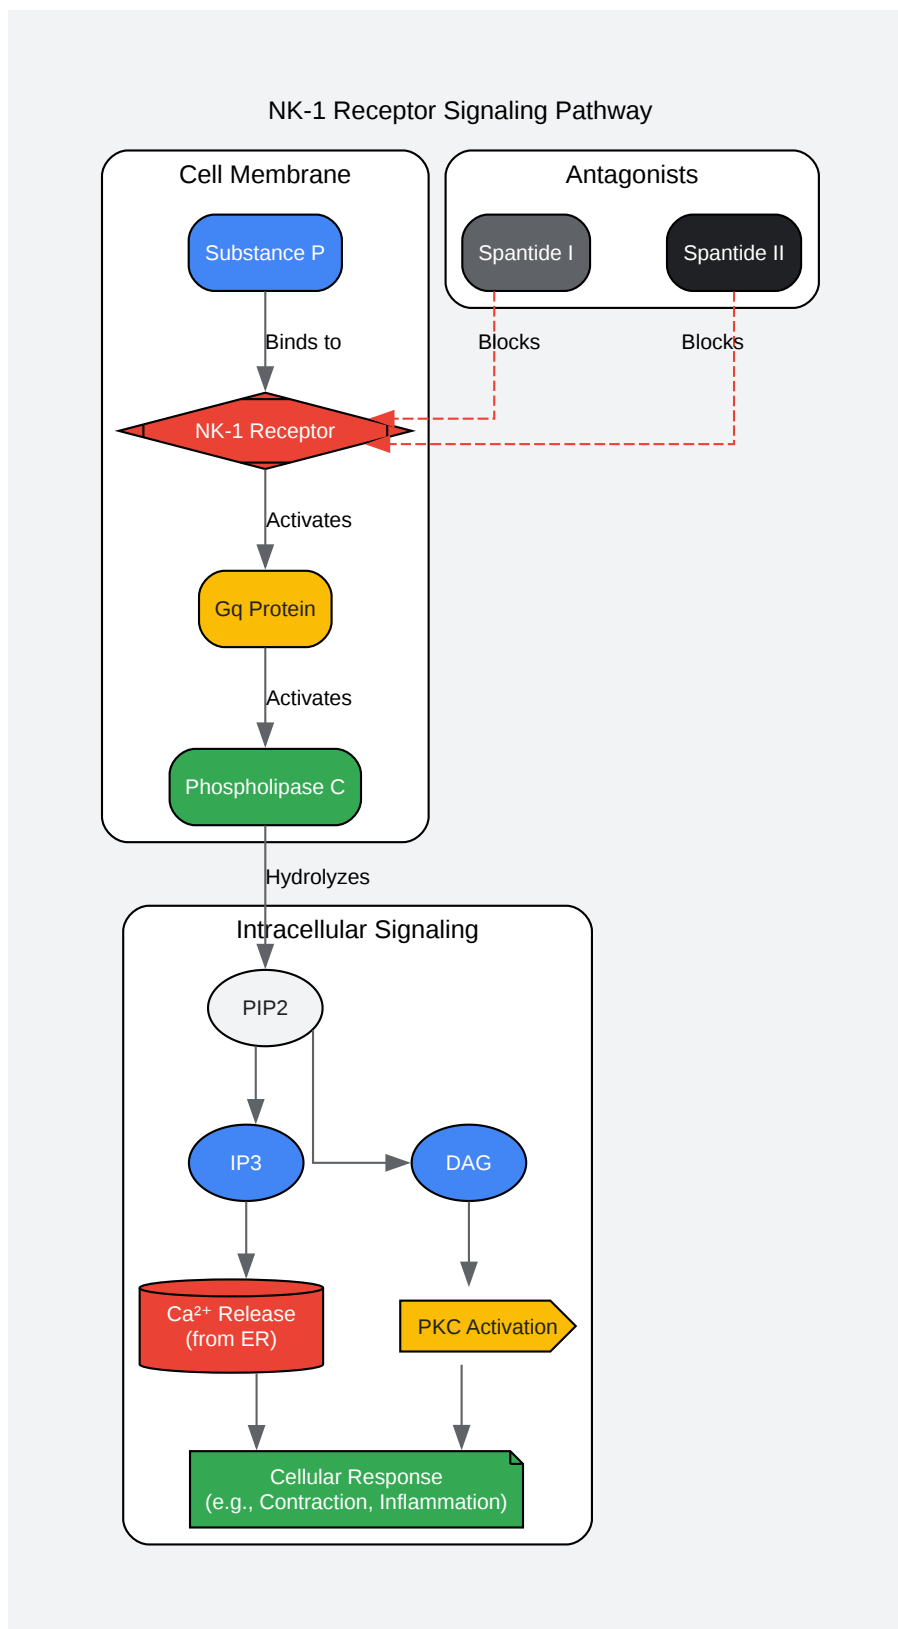 NK-1 Receptor Signaling Pathway
Cell Membrane
Antagonists
Substance P
Spantide I
Spantide II
Binds to
Blocks
Blocks
NK-1 Receptor
Activates
Gq Protein
Activates
Phospholipase C
Hydrolyzes
Intracellular Signaling
PIP2
IP3
DAG
Ca²⁺ Release
(from ER)
PKC Activation
Cellular Response
(e.g., Contraction, Inflammation)